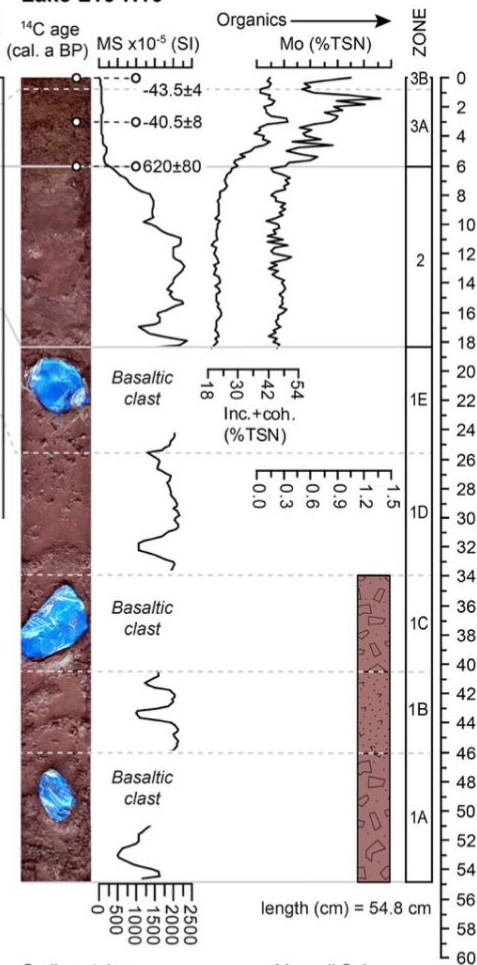 Organics
¹⁴C age
(cal. a BP)
MS x10⁻⁵ (SI)
Mo (%TSN)
ZONE
-43.5±4
-40.5±8
620±80
3B
3A
2
1E
1D
1C
1B
1A
0
2
4
6
8
10
12
14
16
18
20
22
24
26
28
30
32
34
36
38
40
42
44
46
48
50
52
54
56
58
60
Basaltic
clast
18
30
42
54
Inc.+coh.
(%TSN)
0.0
0.3
0.6
0.9
1.2
1.5
Basaltic
clast
Basaltic
clast
0
500
1000
1500
2000
2500
length (cm) = 54.8 cm